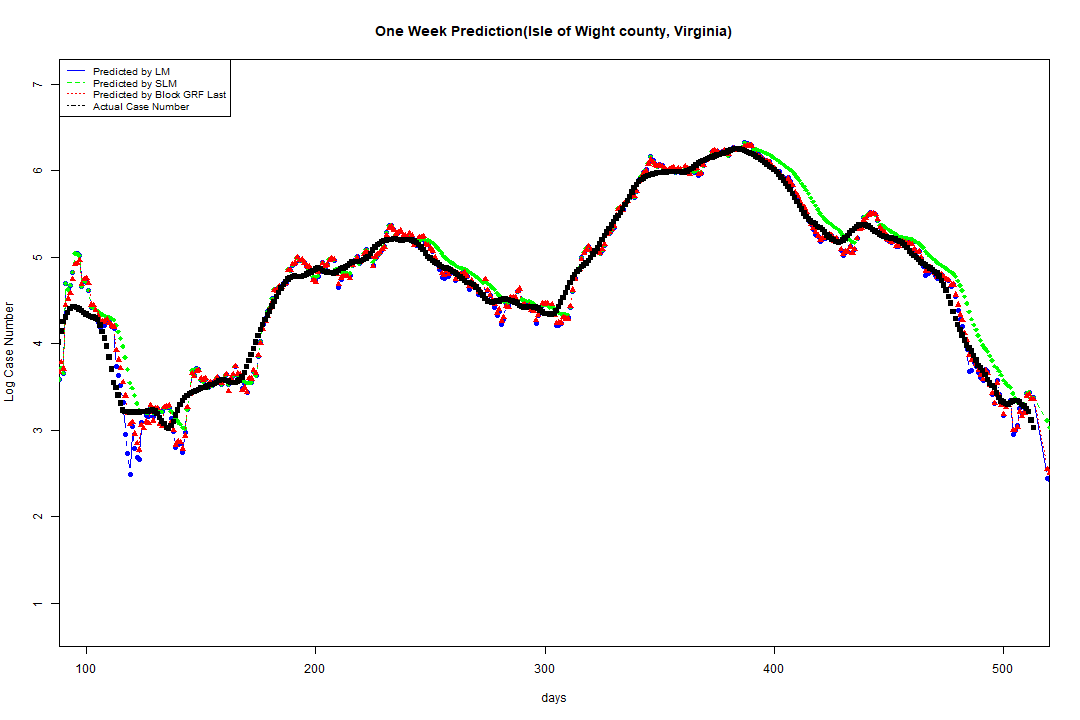 One Week Prediction(Isle of Wight county, Virginia)
Predicted by LM
Predicted by SLM
Predicted by Block GRF Last
Actual Case Number
Log Case Number
7
6
5
4
3
2
1
100 200 300 400 500
days